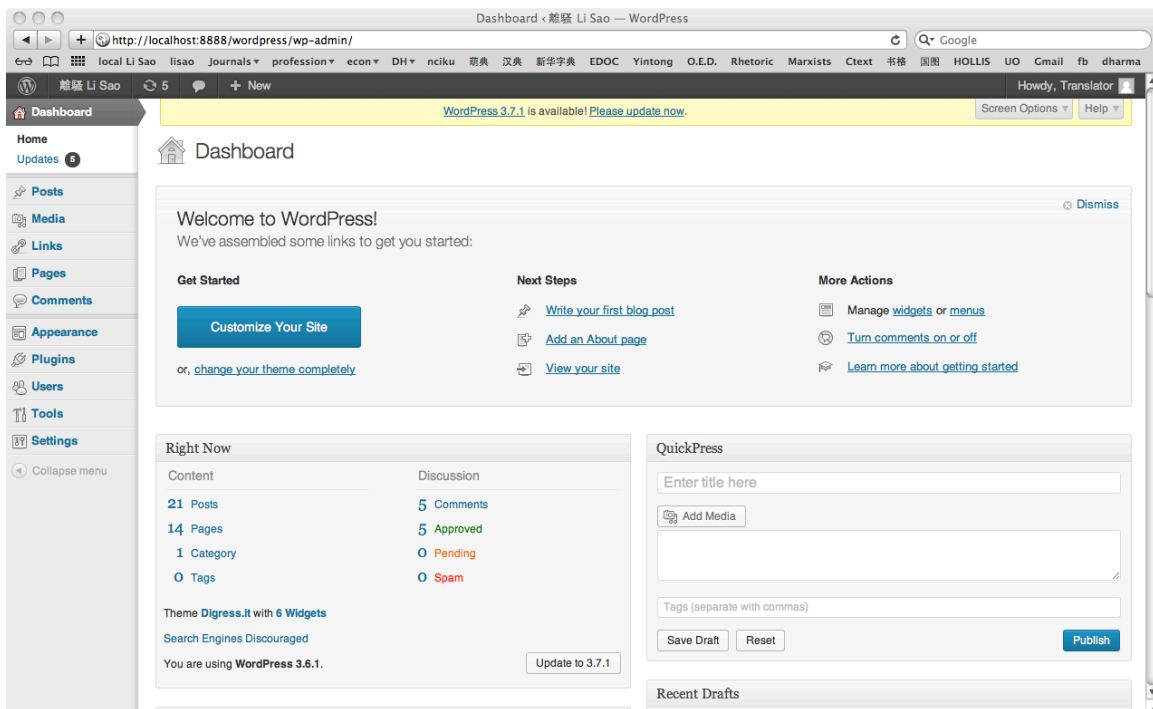 Dashboard ‹ 離騷 Li Sao — WordPress
http://localhost:8888/wordpress/wp-admin/ Google
local Li Sao lisao Journals profession econ DH nciku 萌典 汉典 新华字典 EDOC Yintong O.E.D. Rhetoric Marxists Ctext 书格 国图 HOLLIS UO Gmail fb dharma
離騷 Li Sao 5 + New Howdy, Translator
Dashboard
WordPress 3.7.1 is available! Please update now.
Screen Options Help
Home
Updates 5
Posts
Media
Links
Pages
Comments
Appearance
Plugins
Users
Tools
Settings
Collapse menu
Dashboard
Dismiss
Welcome to WordPress!
We've assembled some links to get you started:
Get Started
Customize Your Site
or, change your theme completely
Next Steps
Write your first blog post
Add an About page
View your site
More Actions
Manage widgets or menus
Turn comments on or off
Learn more about getting started
Right Now
Content
21 Posts
14 Pages
1 Category
0 Tags
Discussion
5 Comments
5 Approved
0 Pending
0 Spam
Theme Digress.it with 6 Widgets
Search Engines Discouraged
You are using WordPress 3.6.1.
Update to 3.7.1
QuickPress
Enter title here
Add Media
Tags (separate with commas)
Save Draft Reset Publish
Recent Drafts